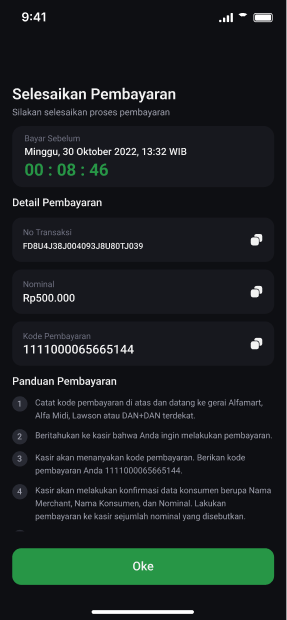 9:41
Selesaikan Pembayaran
Silakan selesaikan proses pembayaran
Bayar Sebelum
Minggu, 30 Oktober 2022, 13:32 WIB
00 : 08 : 46
Detail Pembayaran
No Transaksi
FD8U4J38J004093J8U80TJ039
Nominal
Rp500.000
Kode Pembayaran
1111000065665144
Panduan Pembayaran
1 Catat kode pembayaran di atas dan datang ke gerai Alfamart,
Alfa Midi, Lawson atau DAN+DAN terdekat.
2 Beritahukan ke kasir bahwa Anda ingin melakukan pembayaran.
3 Kasir akan menanyakan kode pembayaran. Berikan kode
pembayaran Anda 1111000065665144.
4 Kasir akan melakukan konfirmasi data konsumen berupa Nama
Merchant, Nama Konsumen, dan Nominal. Lakukan
pembayaran ke kasir sejumlah nominal yang disebutkan.
Oke